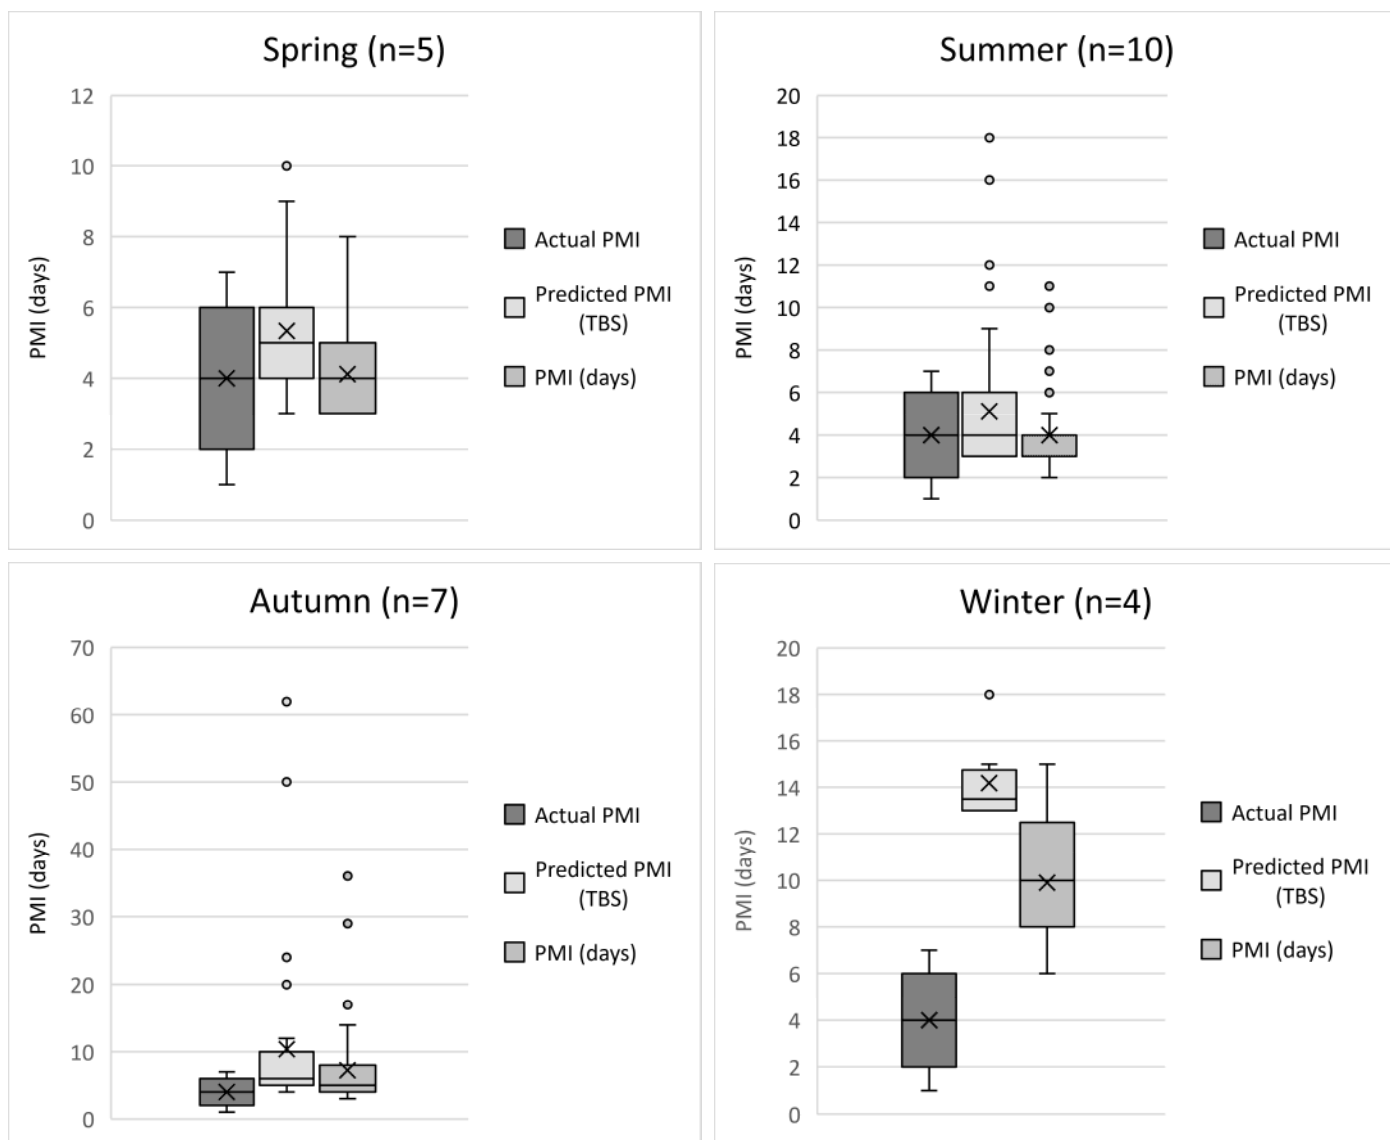 Spring (n=5)
12
10
8
6
4
2
0
PMI (days)
Actual PMI
Predicted PMI
(TBS)
PMI (days)
Summer (n=10)
20
18
16
14
12
10
8
6
4
2
0
PMI (days)
Actual PMI
Predicted PMI
(TBS)
PMI (days)
Autumn (n=7)
70
60
50
40
30
20
10
0
PMI (days)
Actual PMI
Predicted PMI
(TBS)
PMI (days)
Winter (n=4)
20
18
16
14
12
10
8
6
4
2
0
PMI (days)
Actual PMI
Predicted PMI
(TBS)
PMI (days)